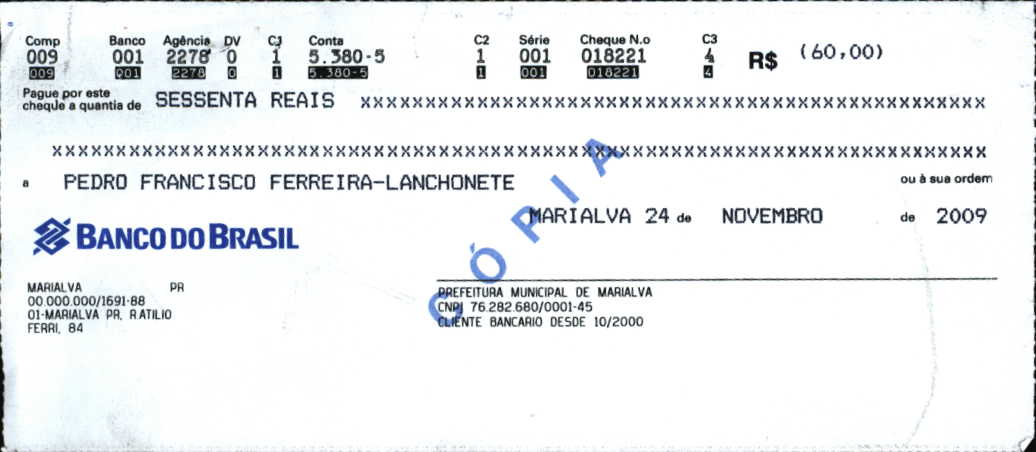 Comp Banco Agência DV C1 Conta C2 Série Cheque N.o C3
009 001 2278 0 1 5.380-5 1 001 018221 4 R$ (60,00)
009 001 2278 0 1 5.380-5 1 001 018221 4
Pague por este
cheque a quantia de SESSENTA REAIS XXXXXXXXXXXXXXXXXXXXXXXXXXXXXXXXXXXXXXXXXXXXXXXXX
XXXXXXXXXXXXXXXXXXXXXXXXXXXXXXXXXXXXXXXXXXXXXXXXXXXXXXXXXXXXXXXXXXXXXXXXX
a PEDRO FRANCISCO FERREIRA-LANCHONETE ou à sua ordem
MARIALVA 24 de NOVEMBRO de 2009
BANCO DO BRASIL
CÓPIA
MARIALVA PR
00.000.000/1691-88
01-MARIALVA PR, R.ATILIO
FERRI, 84
PREFEITURA MUNICIPAL DE MARIALVA
CNPJ 76.282.680/0001-45
CLIENTE BANCARIO DESDE 10/2000